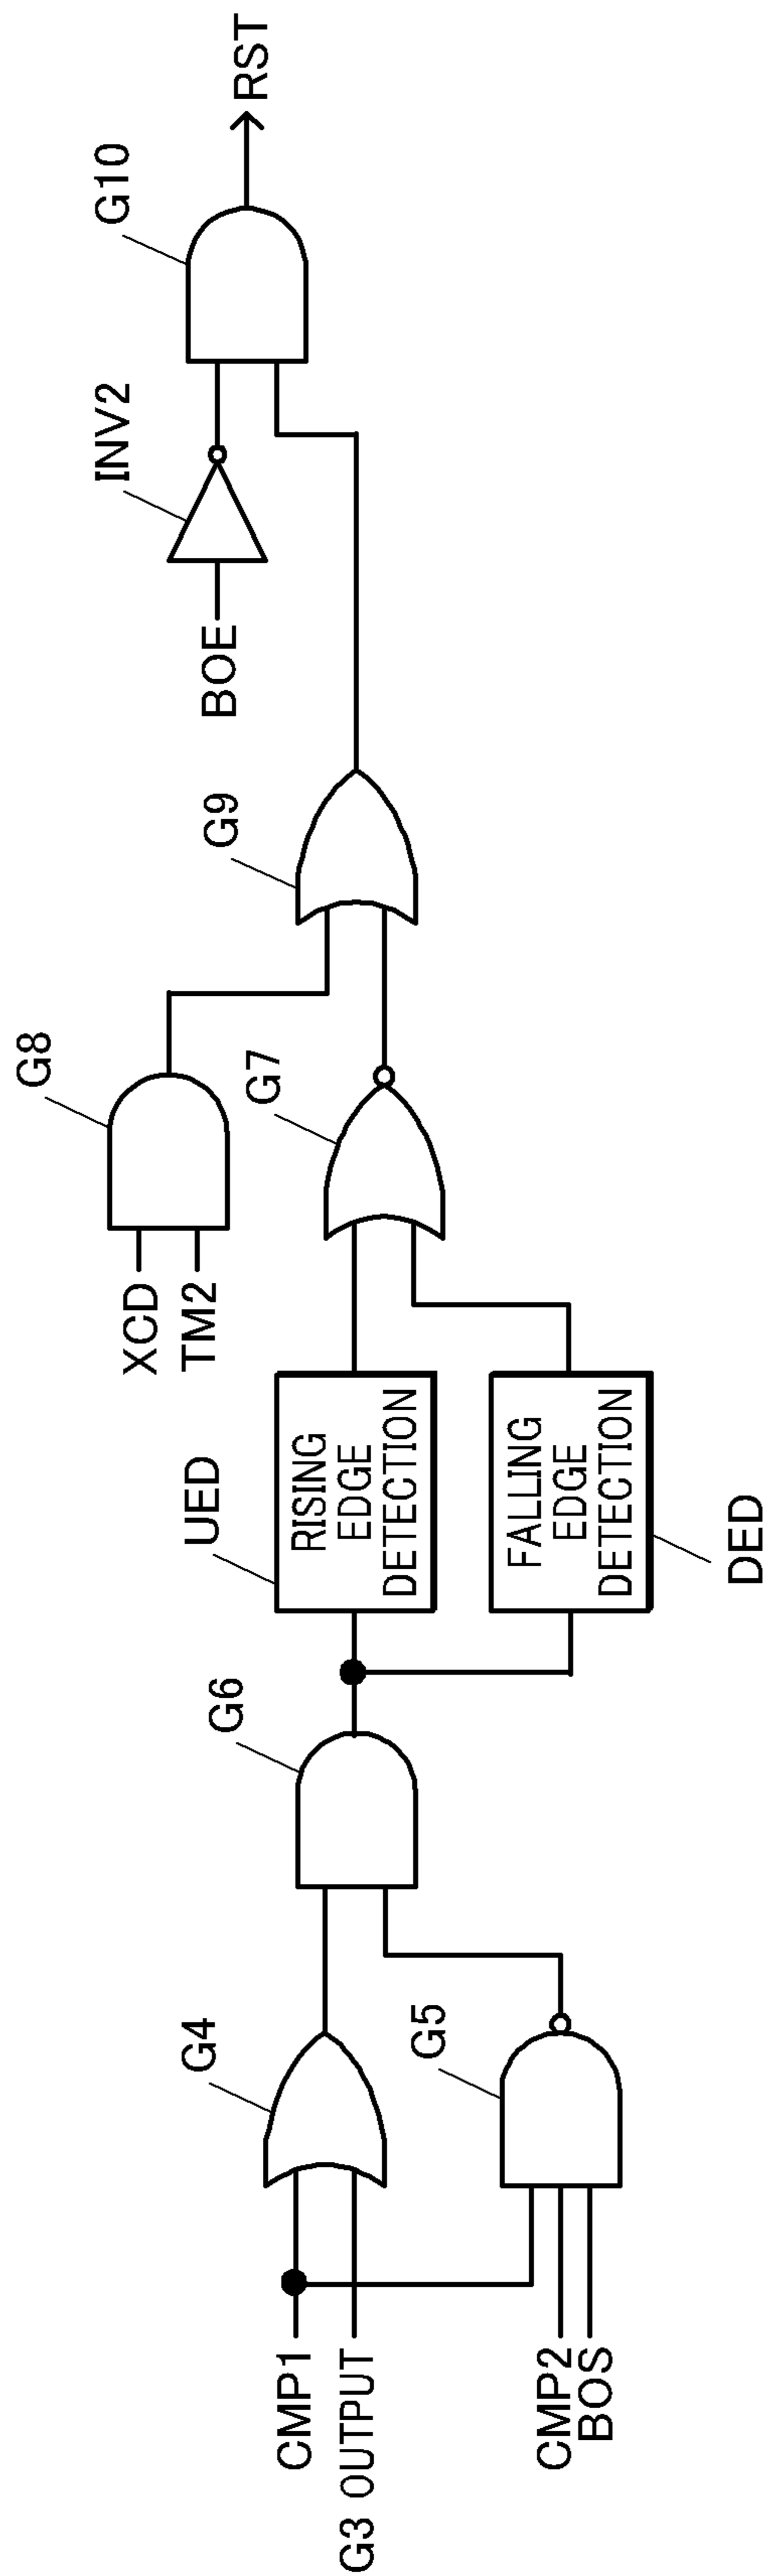 CMP1
G3 OUTPUT
CMP2
BOS
G4
G5
G6
UED
RISING
EDGE
DETECTION
FALLING
EDGE
DETECTION
DED
XCD
TM2
G8
G7
G9
BOE
INV2
G10
RST